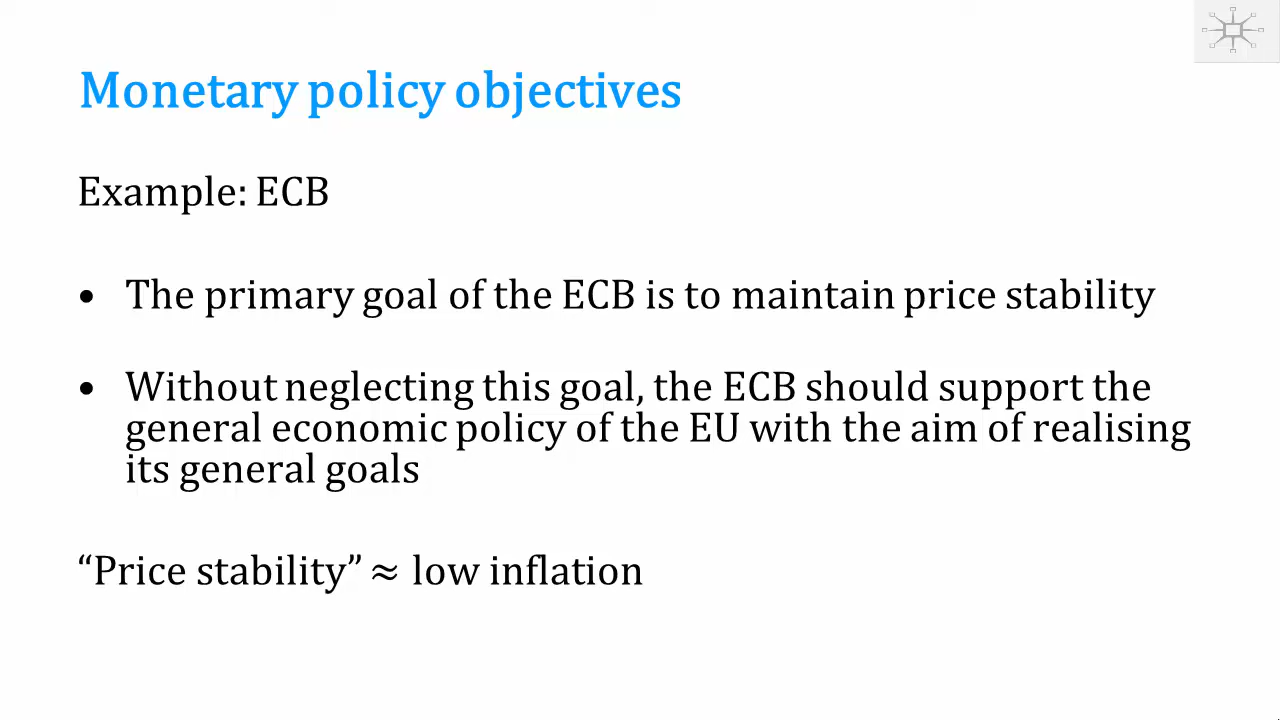 Monetary policy objectives
Example: ECB
• The primary goal of the ECB is to maintain price stability
• Without neglecting this goal, the ECB should support the
general economic policy of the EU with the aim of realising
its general goals
“Price stability” ≈ low inflation